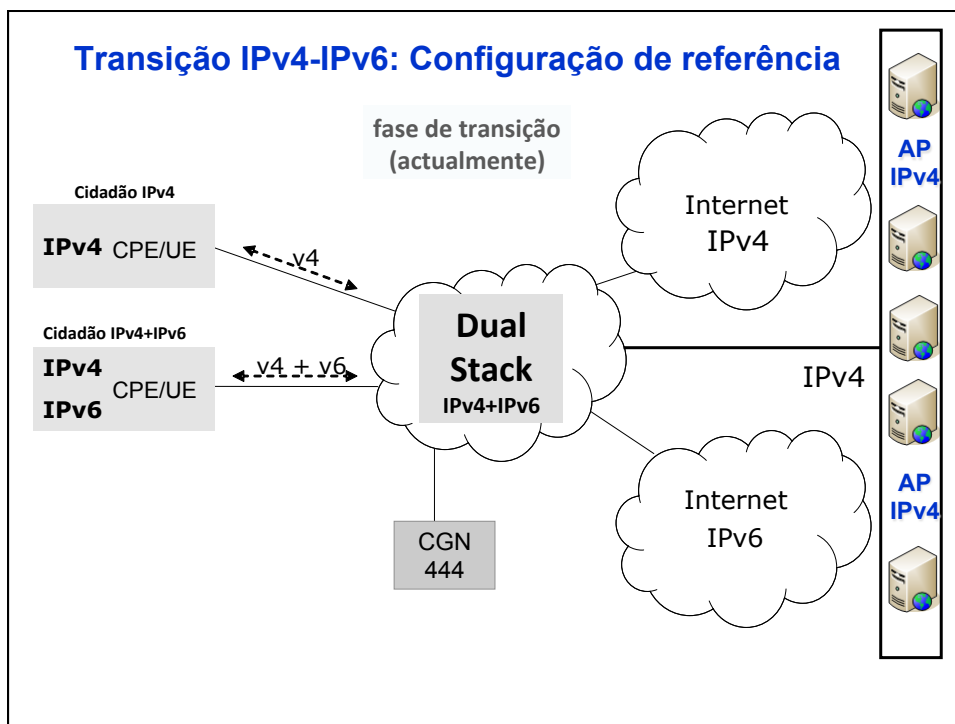 Transição IPv4-IPv6: Configuração de referência
fase de transição
(actualmente)
Cidadão IPv4
IPv4 CPE/UE
v4
Cidadão IPv4+IPv6
IPv4
IPv6
CPE/UE
v4 + v6
Dual
Stack
IPv4+IPv6
CGN
444
Internet
IPv4
IPv4
Internet
IPv6
AP
IPv4
AP
IPv4